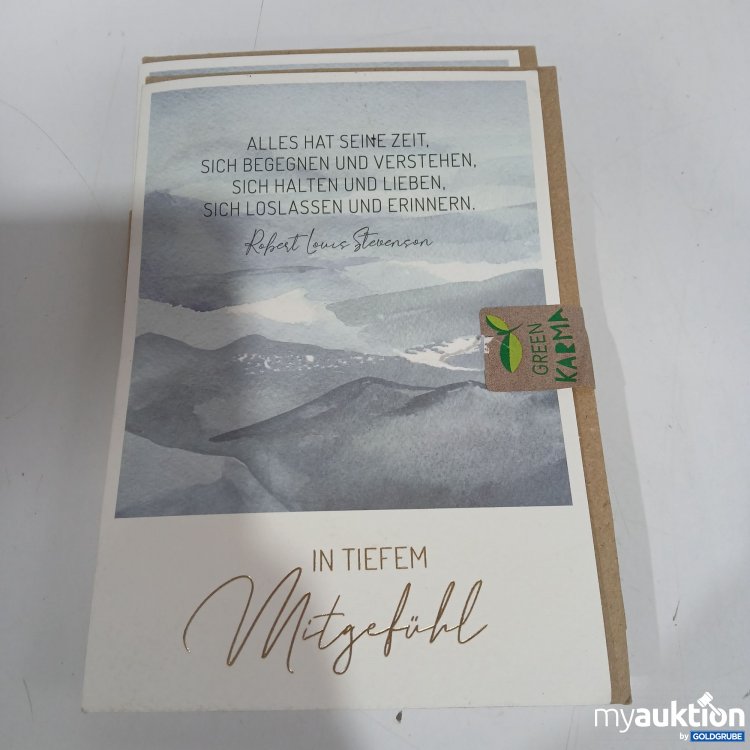 ALLES HAT SEINE ZEIT,
SICH BEGEGNEN UND VERSTEHEN,
SICH HALTEN UND LIEBEN,
SICH LOSLASSEN UND ERINNERN.
Robert Louis Stevenson
GREEN
KARMA
IN TIEFEM
Mitgefühl
myauktion
by GOLDGRUBE